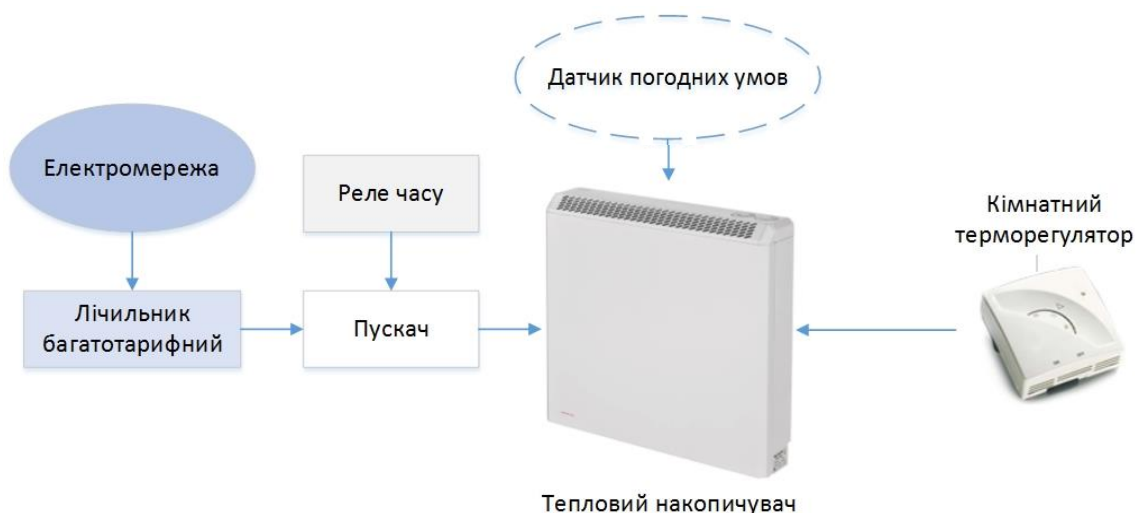 Датчик погодних умов
Електромережа
Реле часу
Кімнатний
терморегулятор
Лічильник
багатотарифний
Пускач
Тепловий накопичувач